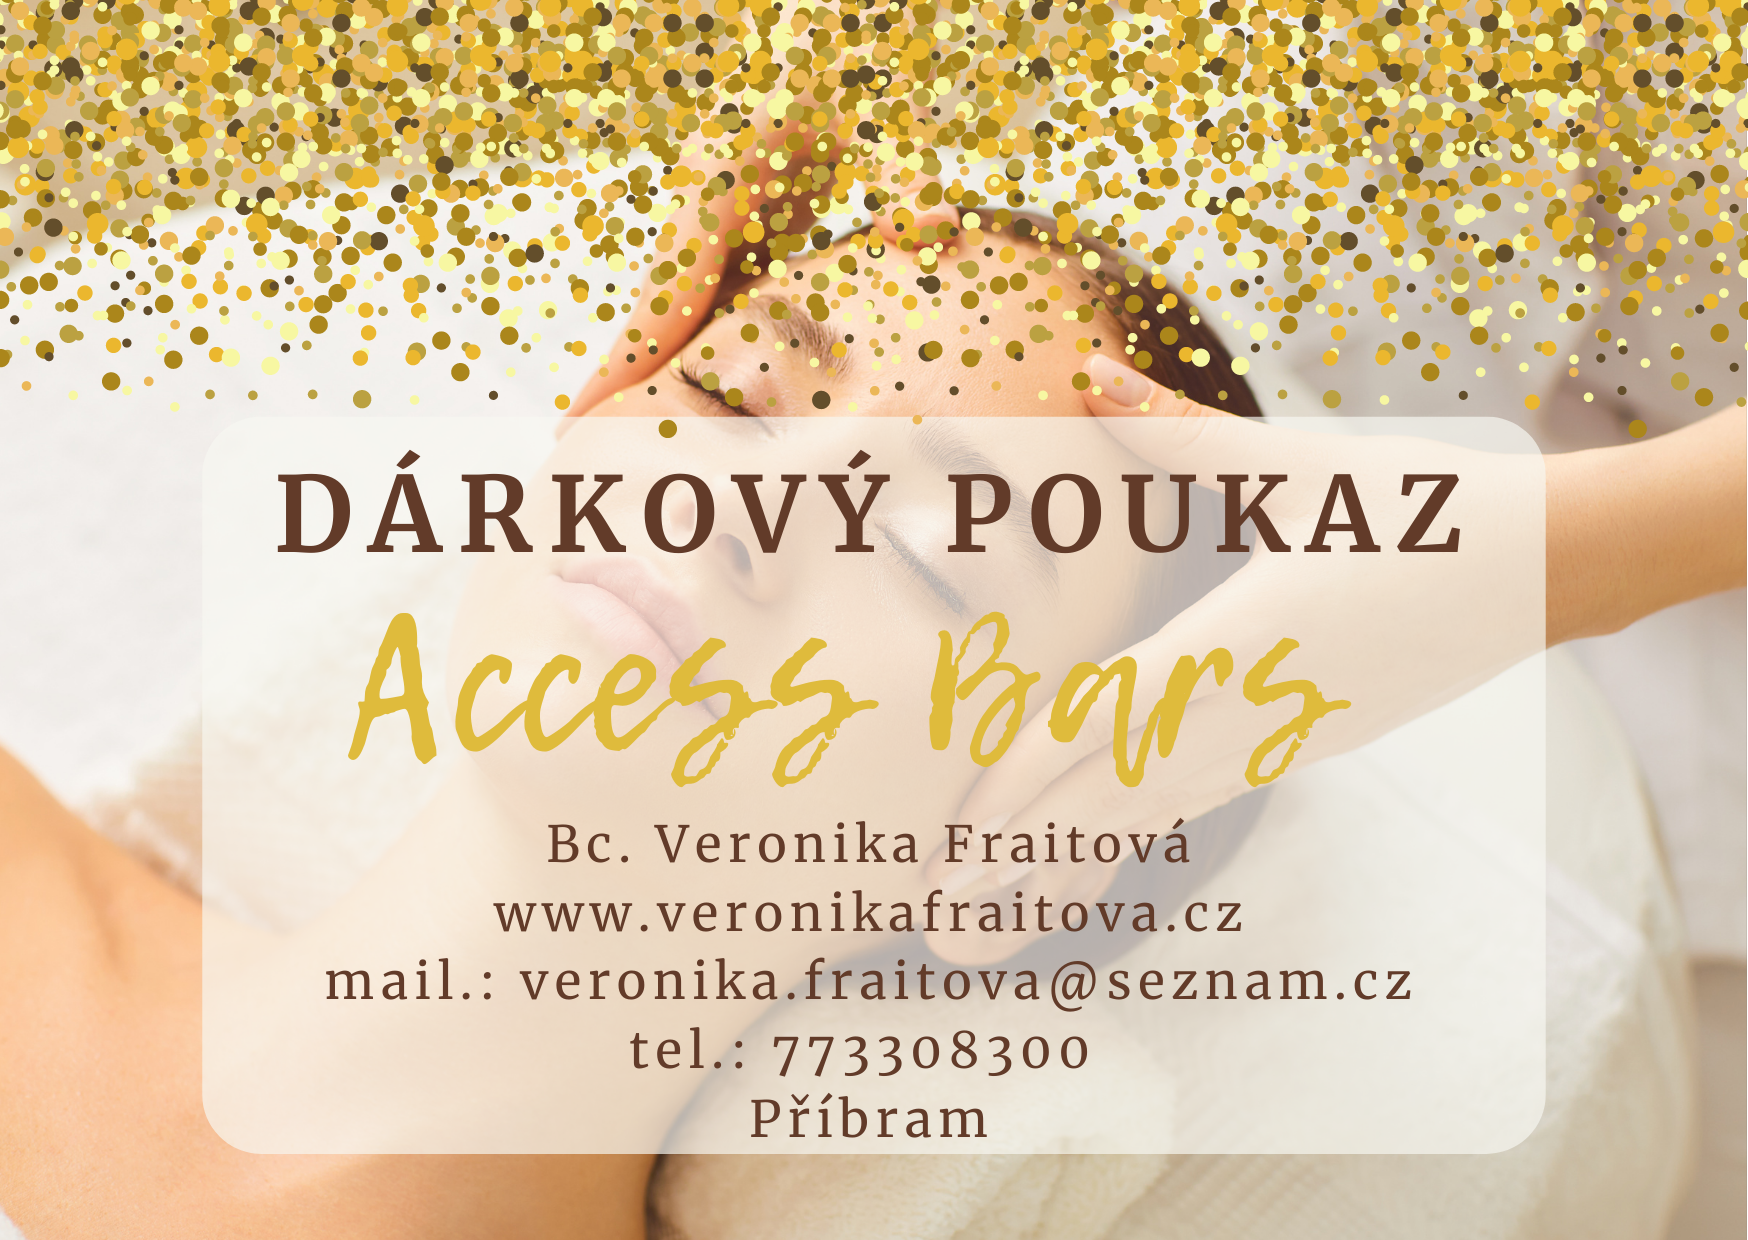 DÁRKOVÝ POUKAZ
Access Bars
Bc. Veronika Fraitová
www.veronikafraitova.cz
mail.: veronika.fraitova@seznam.cz
tel.: 773308300
Příbram